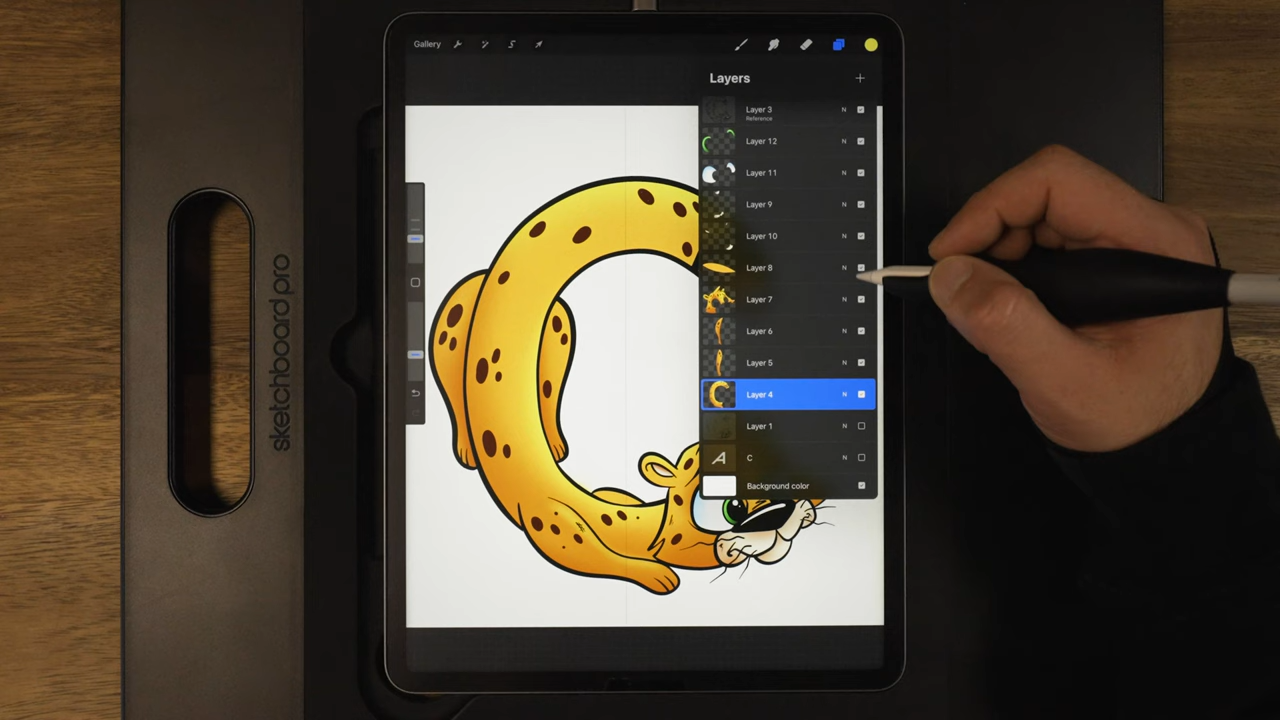 sketchboard pro
Gallery
Layers
Layer 3
Reference
N
Layer 12
N
Layer 11
N
Layer 9
N
Layer 10
N
Layer 8
N
Layer 7
N
Layer 6
N
Layer 5
N
Layer 4
N
Layer 1
N
A
C
N
Background color